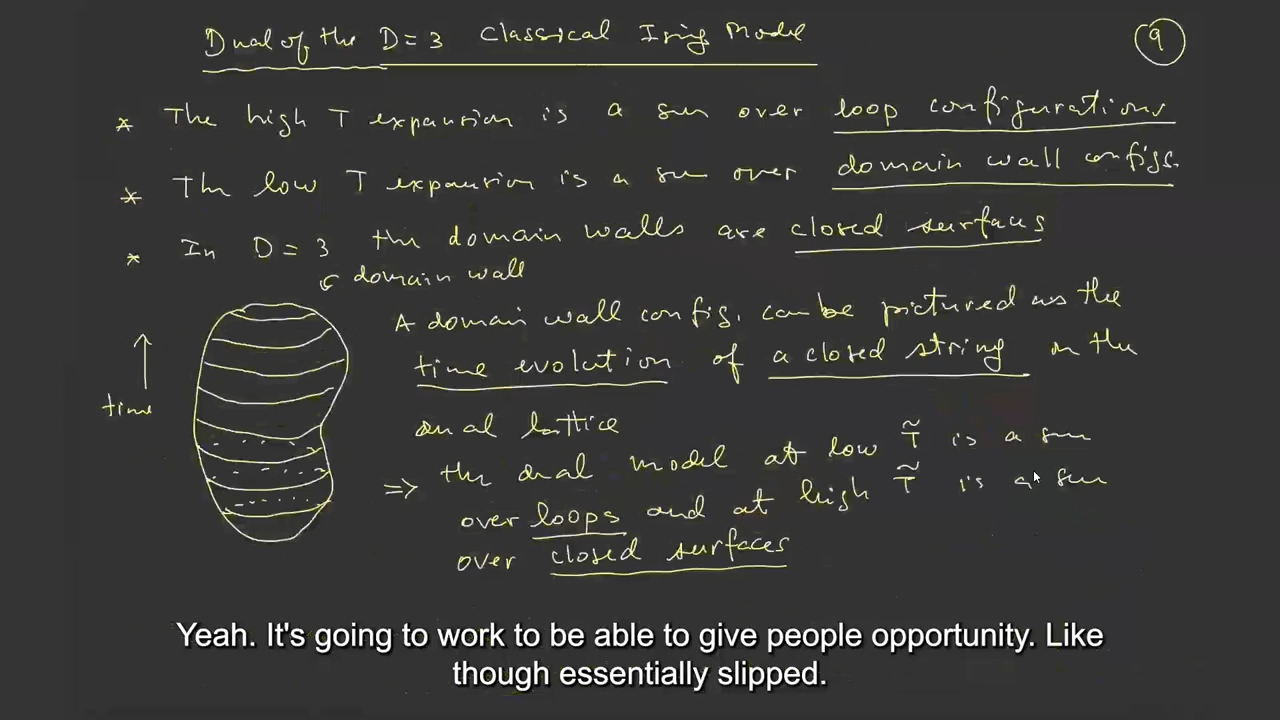 Dual of the D = 3 Classical Ising Model
9
* The high T expansion is a sum over loop configurations
* The low T expansion is a sum over domain wall configs.
* In D = 3 the domain walls are closed surfaces
domain wall
A domain wall config. can be pictured as the
time evolution of a closed string on the
time
dual lattice
=> the dual model at low T̃ is a sum
over loops and at high T̃ is a sum
over closed surfaces
Yeah. It's going to work to be able to give people opportunity. Like
though essentially slipped.